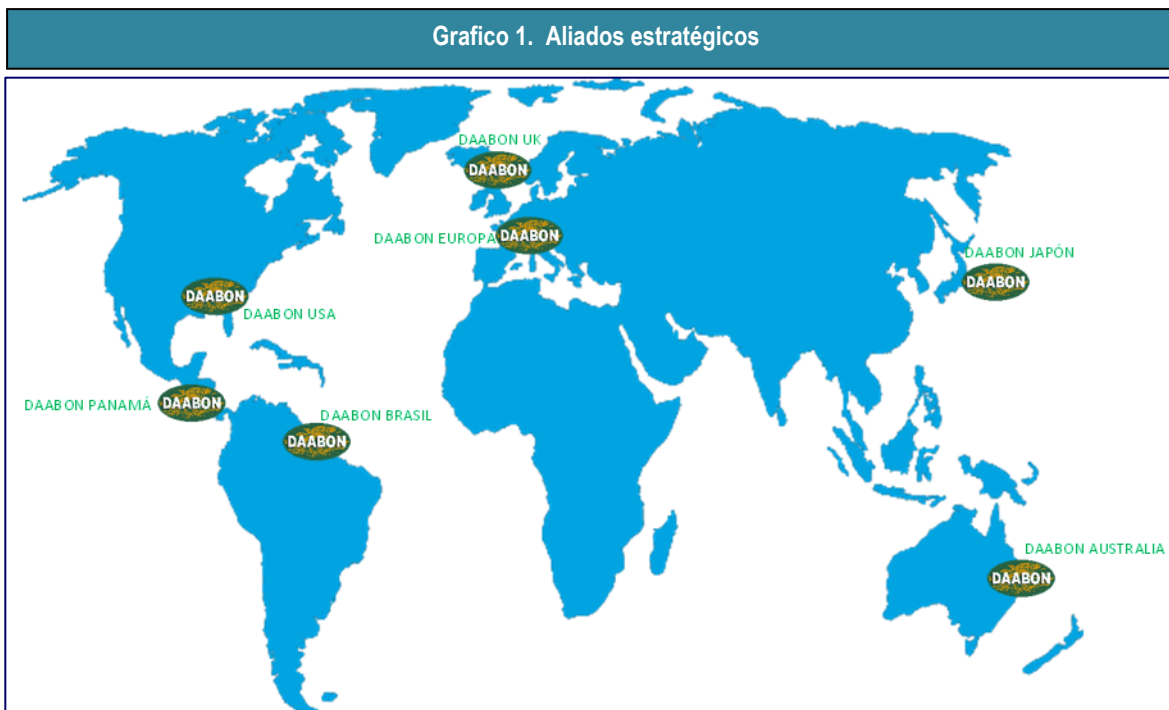 Grafico 1. Aliados estratégicos
DAABON UK
DAABON
DAABON EUROPA
DAABON
DAABON JAPÓN
DAABON
DAABON
DAABON USA
DAABON PANAMÁ
DAABON
DAABON BRASIL
DAABON
DAABON AUSTRALIA
DAABON